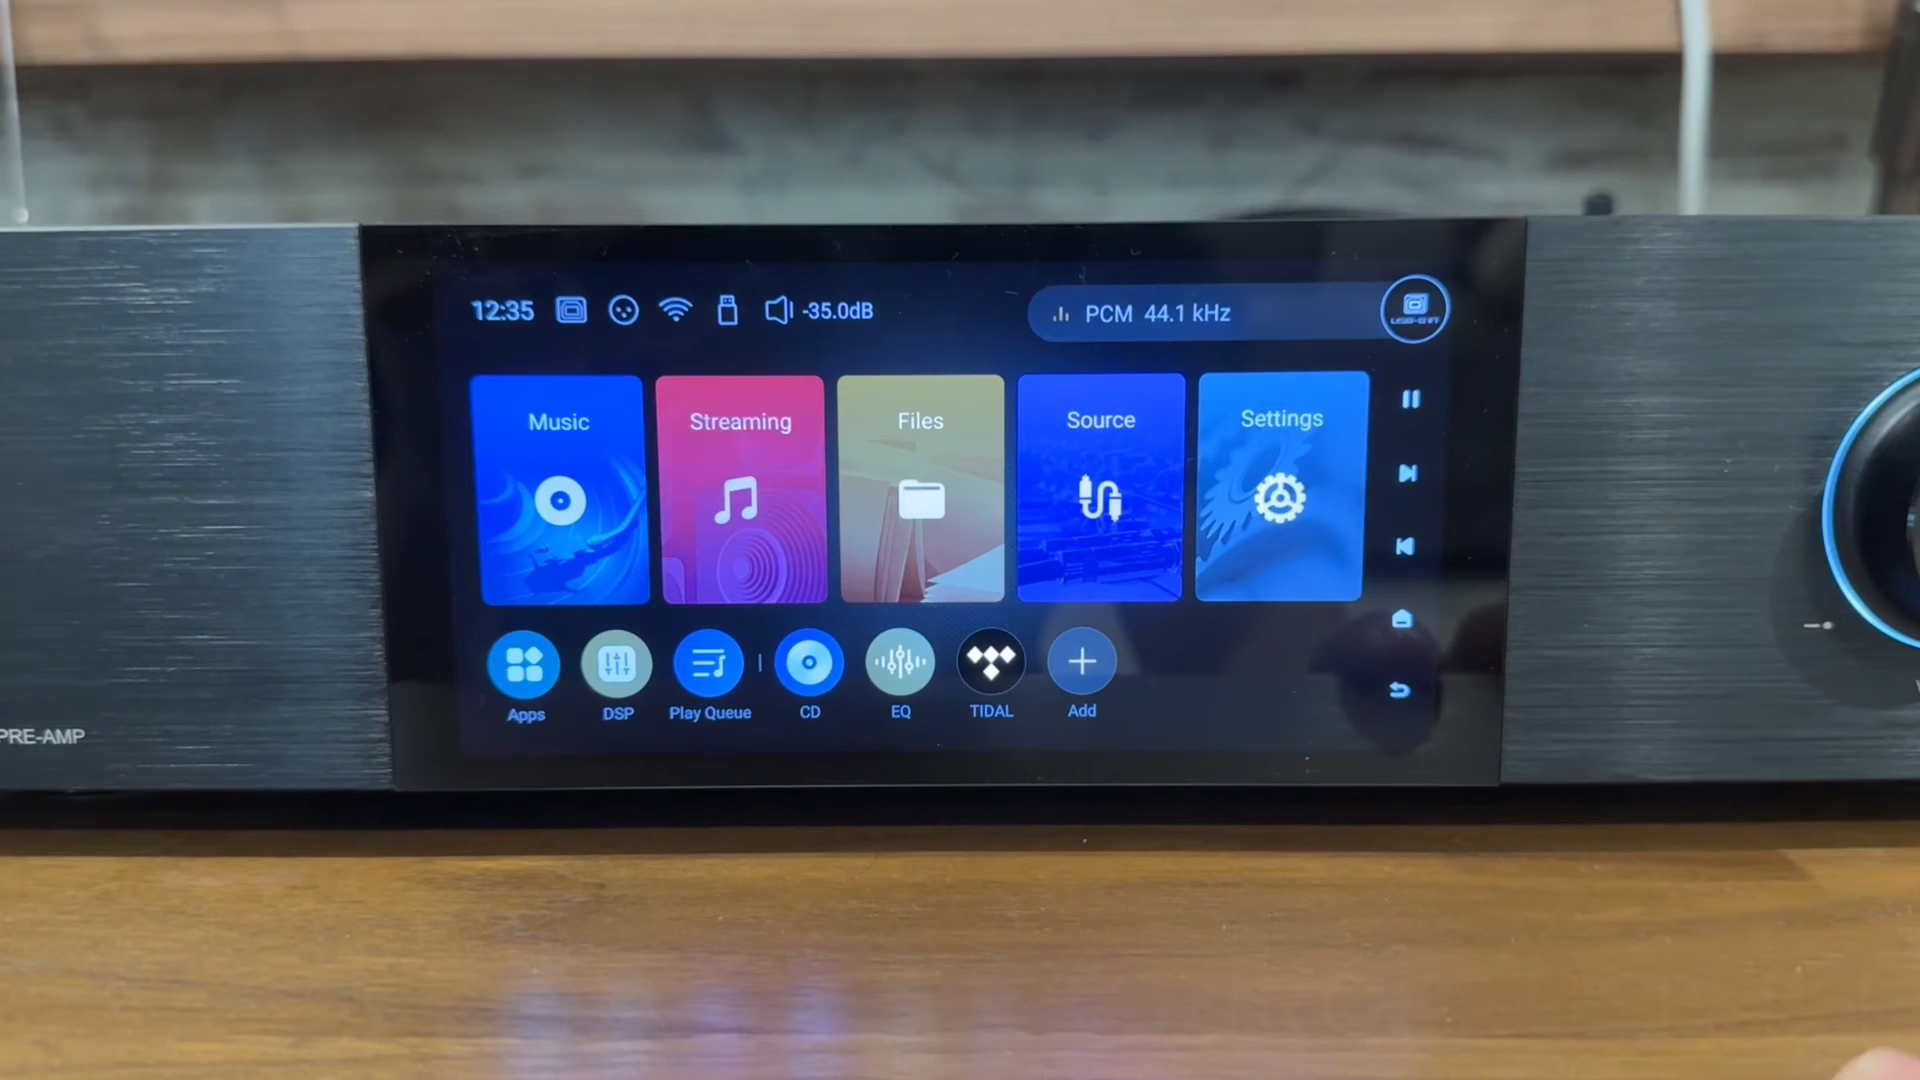 12:35 -35.0dB PCM 44.1 kHz
Music Streaming Files Source Settings
Apps DSP Play Queue CD EQ TIDAL Add
PRE-AMP